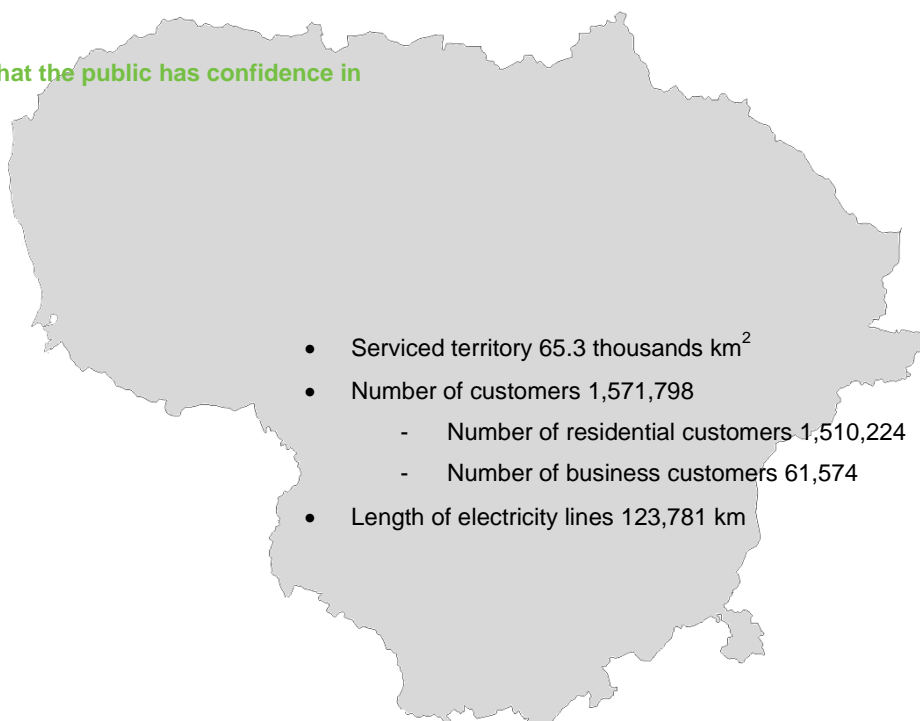 hat the public has confidence in
• Serviced territory 65.3 thousands km²
• Number of customers 1,571,798
- Number of residential customers 1,510,224
- Number of business customers 61,574
• Length of electricity lines 123,781 km